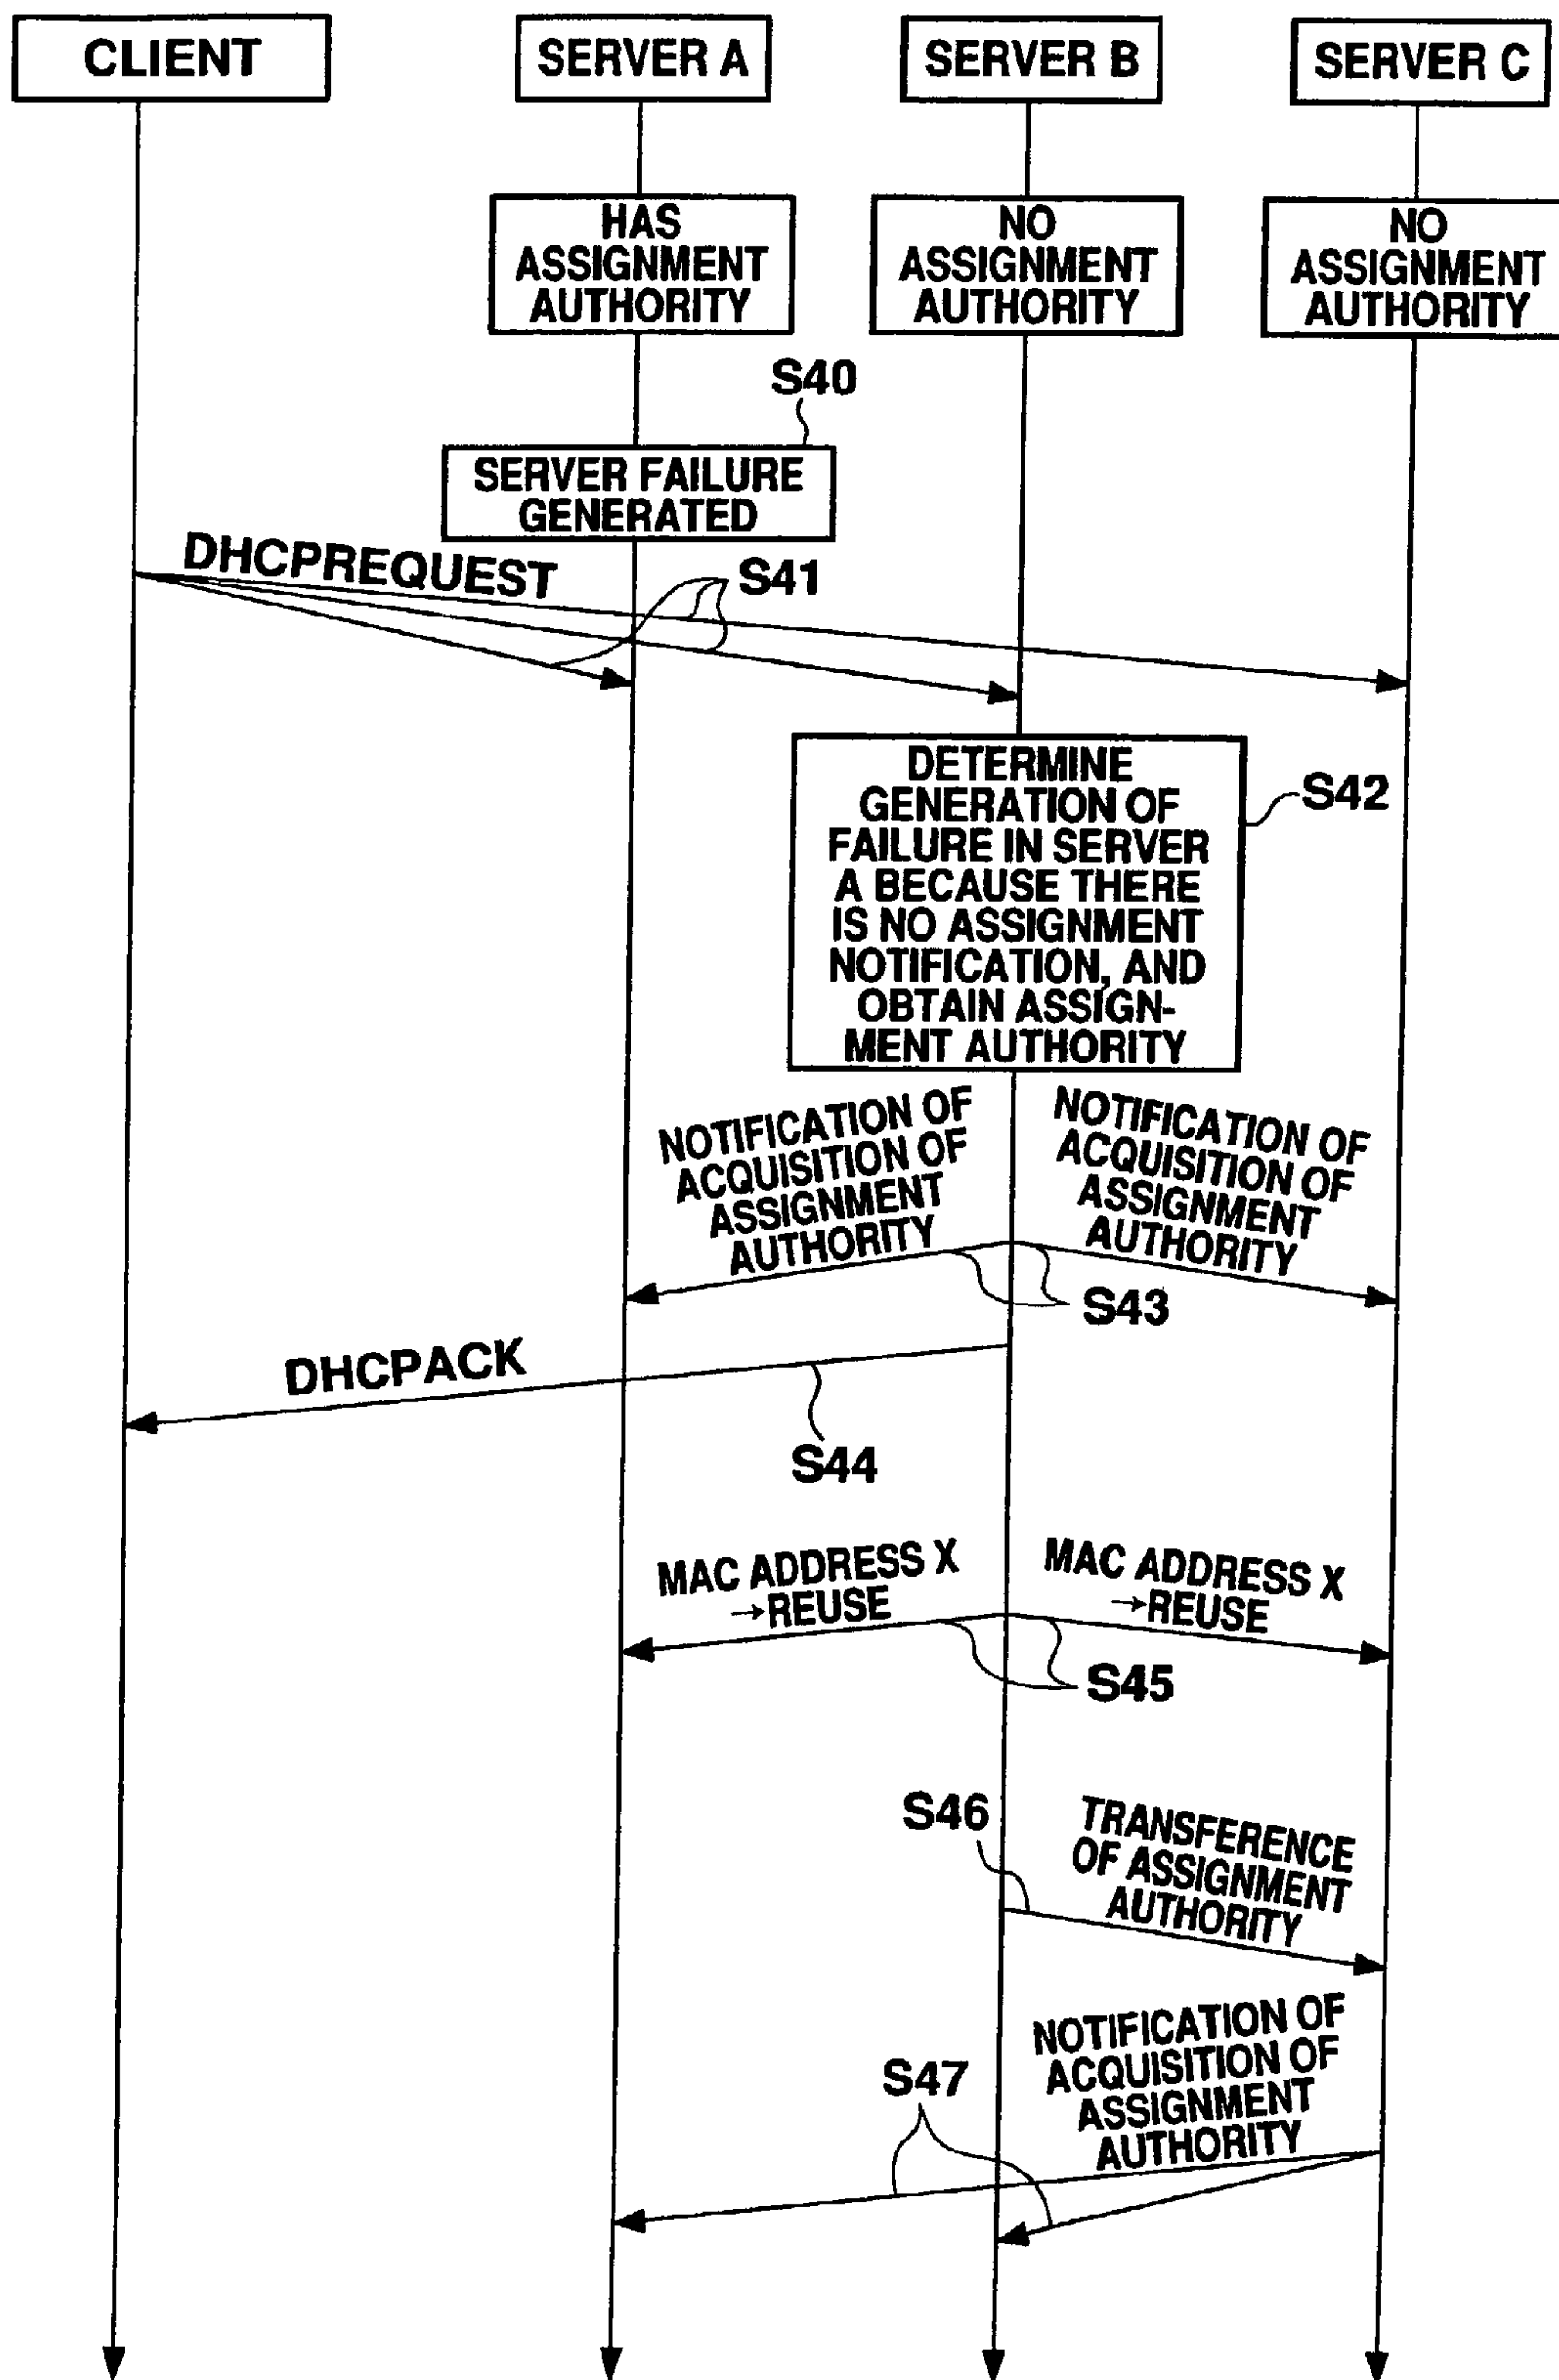 CLIENT
SERVER A
SERVER B
SERVER C
HAS
ASSIGNMENT
AUTHORITY
NO
ASSIGNMENT
AUTHORITY
NO
ASSIGNMENT
AUTHORITY
S40
SERVER FAILURE
GENERATED
DHCPREQUEST
S41
DETERMINE
GENERATION OF
FAILURE IN SERVER
A BECAUSE THERE
IS NO ASSIGNMENT
NOTIFICATION, AND
OBTAIN ASSIGN-
MENT AUTHORITY
S42
NOTIFICATION OF
ACQUISITION OF
ASSIGNMENT
AUTHORITY
NOTIFICATION OF
ACQUISITION OF
ASSIGNMENT
AUTHORITY
S43
DHCPACK
S44
MAC ADDRESS X
→REUSE
MAC ADDRESS X
→REUSE
S45
S46
TRANSFERENCE
OF ASSIGNMENT
AUTHORITY
S47
NOTIFICATION OF
ACQUISITION OF
ASSIGNMENT
AUTHORITY